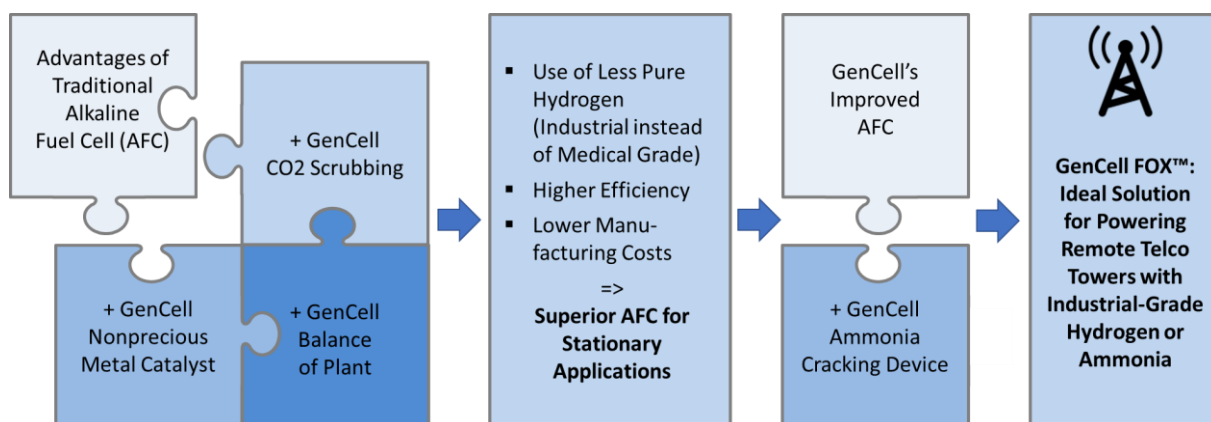 Advantages of
Traditional
Alkaline
Fuel Cell (AFC)
+ GenCell
CO2 Scrubbing
+ GenCell
Nonprecious
Metal Catalyst
+ GenCell
Balance
of Plant
▪ Use of Less Pure
Hydrogen
(Industrial instead
of Medical Grade)
▪ Higher Efficiency
▪ Lower Manu-
facturing Costs
=>
Superior AFC for
Stationary
Applications
GenCell’s
Improved
AFC
+ GenCell
Ammonia
Cracking Device
GenCell FOX™:
Ideal Solution
for Powering
Remote Telco
Towers with
Industrial-Grade
Hydrogen or
Ammonia